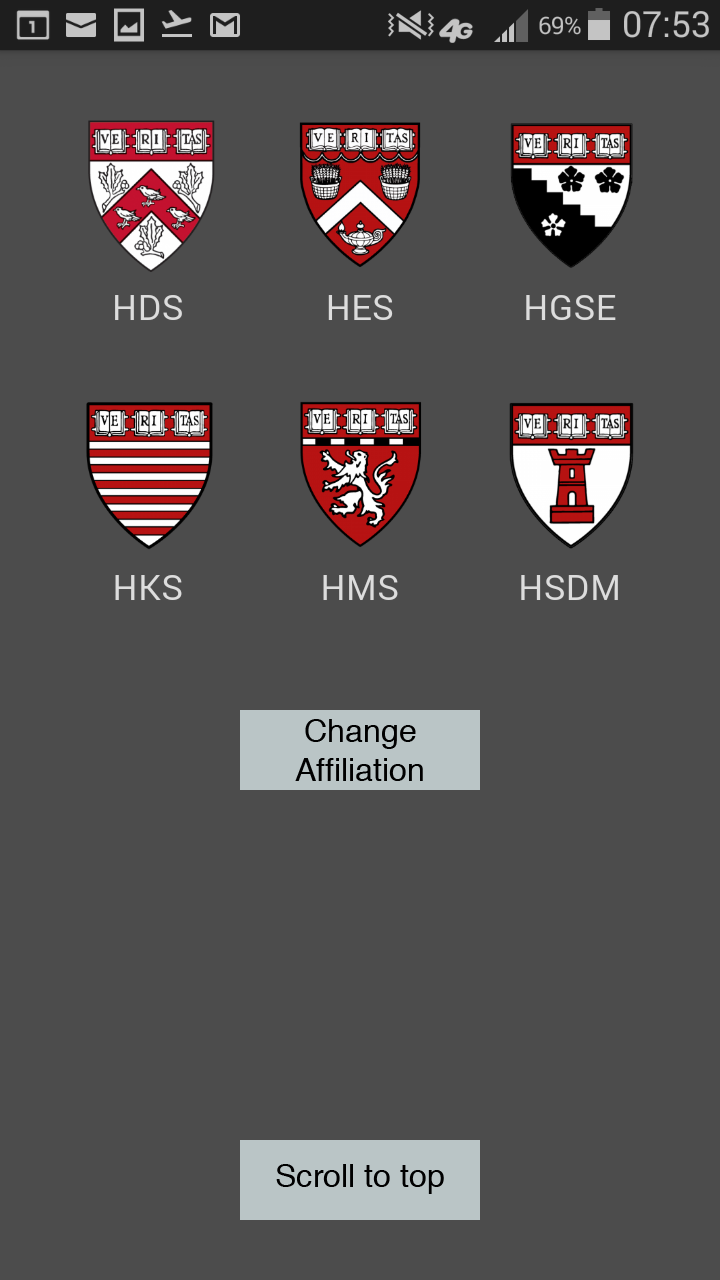 1 4G 69% 07:53
VE RI TAS VE RI TAS VE RI TAS
HDS HES HGSE
VE RI TAS VE RI TAS VE RI TAS
HKS HMS HSDM
Change
Affiliation
Scroll to top